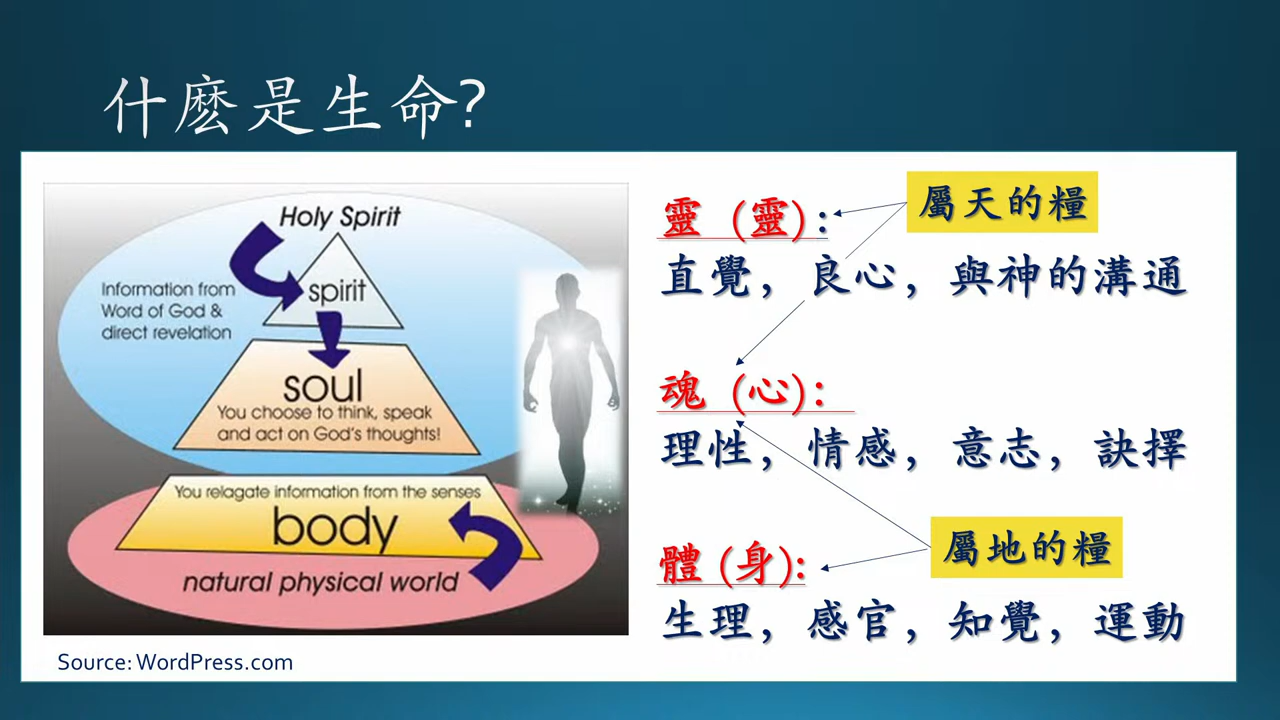 什麽是生命?
Holy Spirit
spirit
Information from
Word of God &
direct revelation
soul
You choose to think, speak
and act on God's thoughts!
You relagate information from the senses
body
natural physical world
Source: WordPress.com
屬天的糧
靈 (靈):
直覺，良心，與神的溝通
魂 (心):
理性，情感，意志，訣擇
屬地的糧
體 (身):
生理，感官，知覺，運動